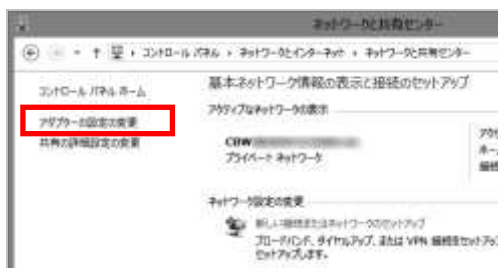 ネットワークと共有センター
コントロール パネル ▸ ネットワークとインターネット ▸ ネットワークと共有センター
コントロール パネル ホーム
アダプターの設定の変更
共有の詳細設定の変更
基本ネットワーク情報の表示と接続のセットアップ
アクティブなネットワークの表示
CBW
プライベート ネットワーク
ホーム
接続
ネットワーク設定の変更
新しい接続またはネットワークのセットアップ
ブロードバンド、ダイヤルアップ、または VPN 接続をセットアップ
セットアップします。